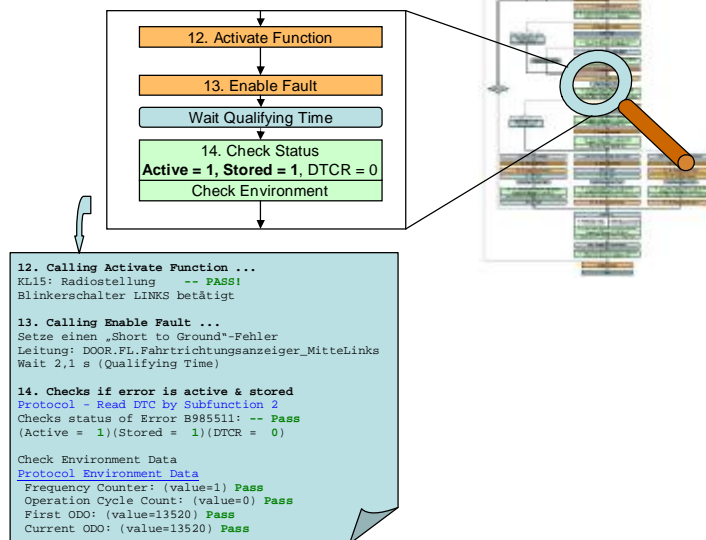 12. Activate Function
13. Enable Fault
Wait Qualifying Time
14. Check Status
Active = 1, Stored = 1, DTCR = 0
Check Environment
12. Calling Activate Function ...
KL15: Radiostellung -- PASS!
Blinkerschalter LINKS betätigt
13. Calling Enable Fault ...
Setze einen „Short to Ground“-Fehler
Leitung: DOOR.FL.Fahrtrichtungsanzeiger_MitteLinks
Wait 2,1 s (Qualifying Time)
14. Checks if error is active & stored
Protocol - Read DTC by Subfunction 2
Checks status of Error B985511: -- Pass
(Active = 1)(Stored = 1)(DTCR = 0)
Check Environment Data
Protocol Environment Data
Frequency Counter: (value=1) Pass
Operation Cycle Count: (value=0) Pass
First ODO: (value=13520) Pass
Current ODO: (value=13520) Pass